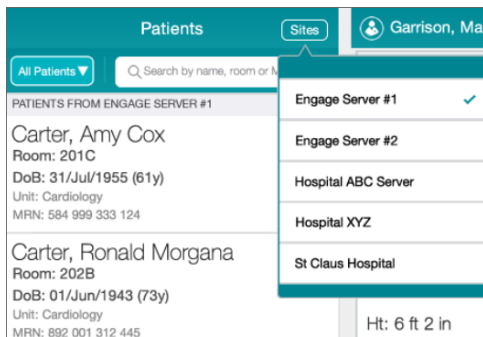 Patients
Sites
Garrison, Ma
All Patients
Search by name, room or M
PATIENTS FROM ENGAGE SERVER #1
Carter, Amy Cox
Room: 201C
DoB: 31/Jul/1955 (61y)
Unit: Cardiology
MRN: 584 999 333 124
Carter, Ronald Morgana
Room: 202B
DoB: 01/Jun/1943 (73y)
Unit: Cardiology
MRN: 892 001 312 445
Engage Server #1
Engage Server #2
Hospital ABC Server
Hospital XYZ
St Claus Hospital
Ht: 6 ft 2 in